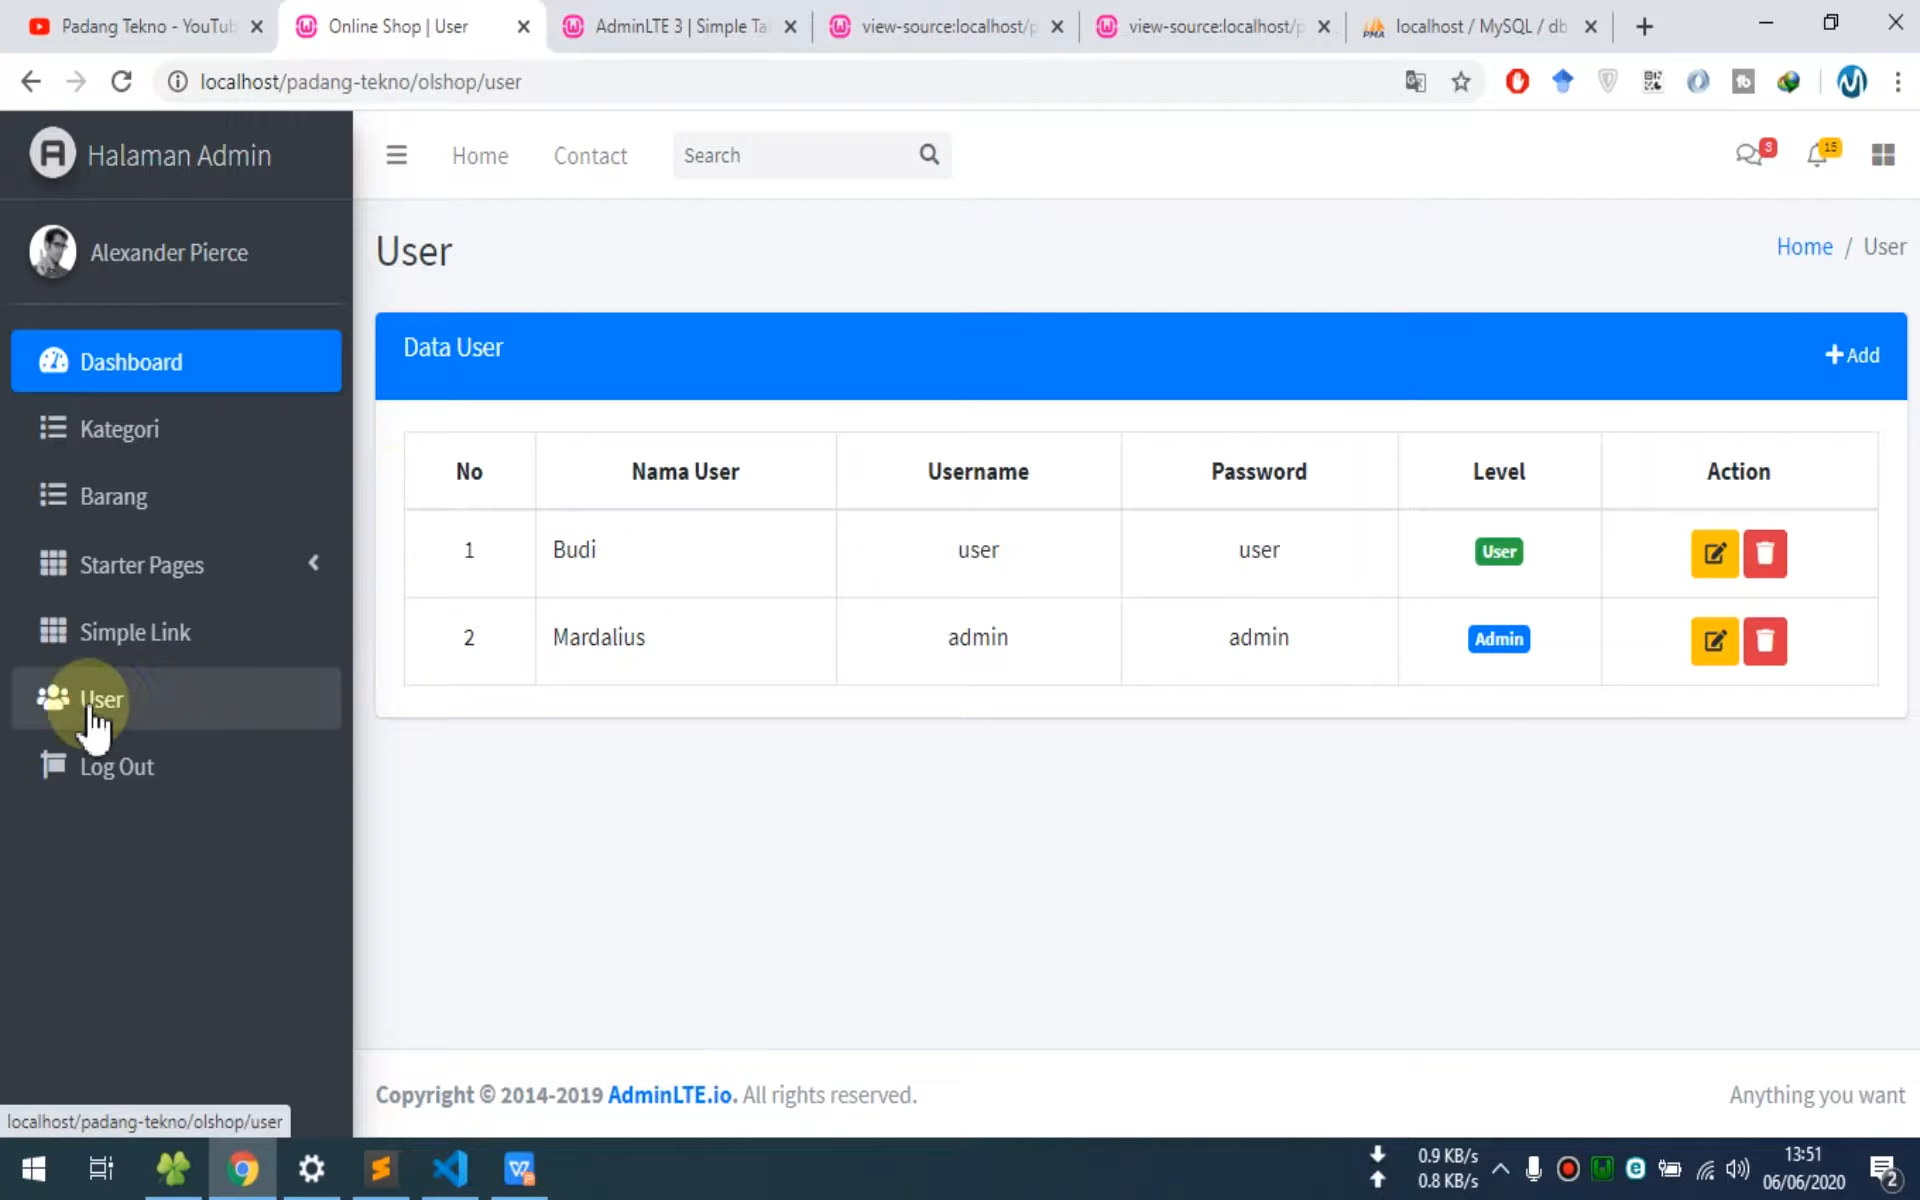 Padang Tekno - YouTub
Online Shop | User
AdminLTE 3 | Simple Ta
view-source:localhost/p
view-source:localhost/p
localhost / MySQL / db
localhost/padang-tekno/olshop/user
Halaman Admin
Home
Contact
Search
3
15
Alexander Pierce
User
Home / User
Dashboard
Kategori
Barang
Starter Pages
Simple Link
User
Log Out
Data User
Add
No Nama User Username Password Level Action
1 Budi user user User
2 Mardalius admin admin Admin
Copyright © 2014-2019 AdminLTE.io. All rights reserved.
Anything you want
localhost/padang-tekno/olshop/user
0.9 KB/s
0.8 KB/s
13:51
06/06/2020
2